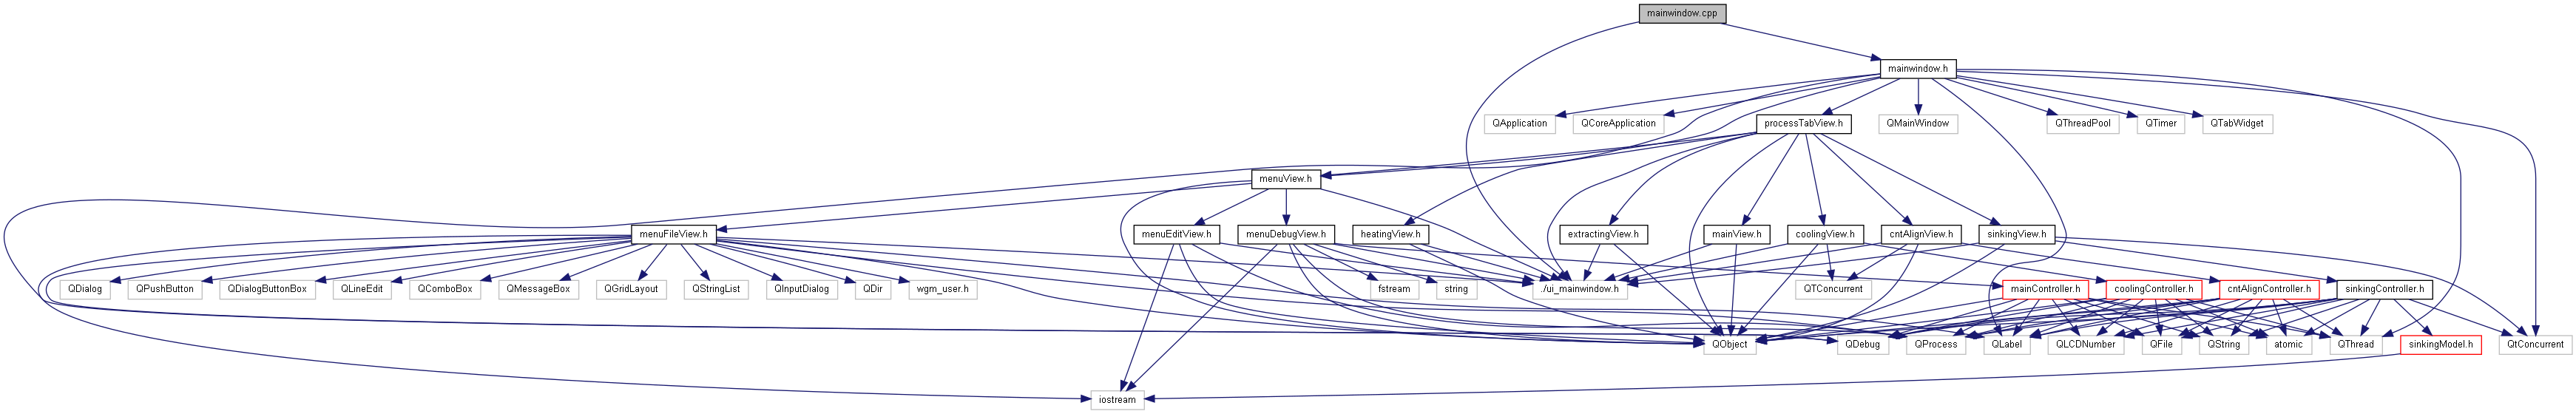 mainwindow.cpp
mainwindow.h
QApplication
QCoreApplication
processTabView.h
QMainWindow
QThreadPool
QTimer
QTabWidget
menuView.h
menuFileView.h
menuEditView.h
menuDebugView.h
heatingView.h
extractingView.h
mainView.h
coolingView.h
cntAlignView.h
sinkingView.h
QDialog
QPushButton
QDialogButtonBox
QLineEdit
QComboBox
QMessageBox
QGridLayout
QStringList
QInputDialog
QDir
wgm_user.h
fstream
string
./ui_mainwindow.h
QTConcurrent
mainController.h
coolingController.h
cntAlignController.h
sinkingController.h
QObject
QDebug
QProcess
QLabel
QLCDNumber
QFile
QString
atomic
QThread
sinkingModel.h
QtConcurrent
iostream